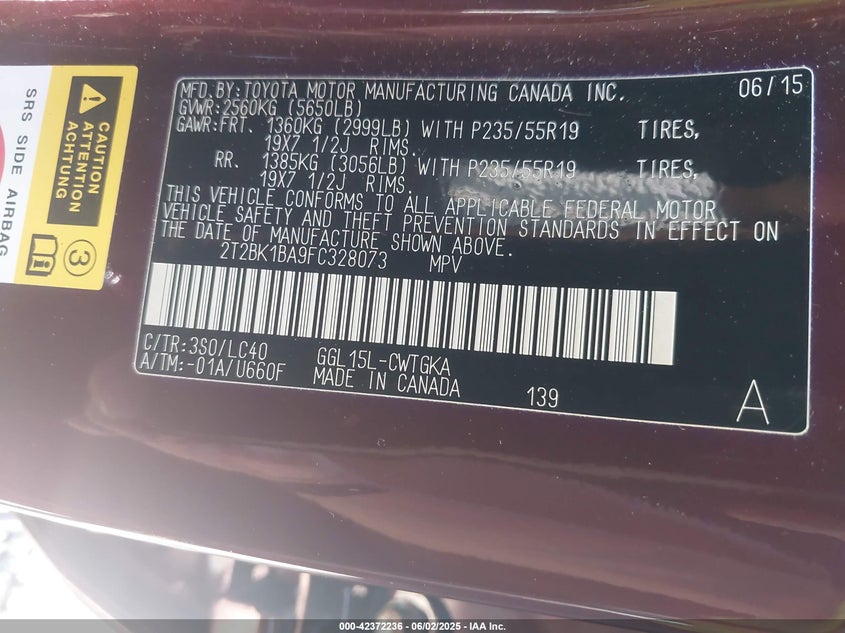 MFD.BY:TOYOTA MOTOR MANUFACTURING CANADA INC. 06/15
GVWR:2560KG (5650LB)
GAWR:FRT. 1360KG (2999LB) WITH P235/55R19 TIRES,
19X7 1/2J RIMS.
RR. 1385KG (3056LB) WITH P235/55R19 TIRES,
19X7 1/2J RIMS.
THIS VEHICLE CONFORMS TO ALL APPLICABLE FEDERAL MOTOR
VEHICLE SAFETY AND THEFT PREVENTION STANDARDS IN EFFECT ON
THE DATE OF MANUFACTURE SHOWN ABOVE.
2T2BK1BA9FC328073 MPV
C/TR:3S0/LC40 GGL15L-CWTGKA
A/TM:-01A/U660F MADE IN CANADA 139 A
SRS SIDE AIRBAG
CAUTION
ATTENTION
ACHTUNG
i 3
000-42372236 - 06/02/2025 - IAA Inc.